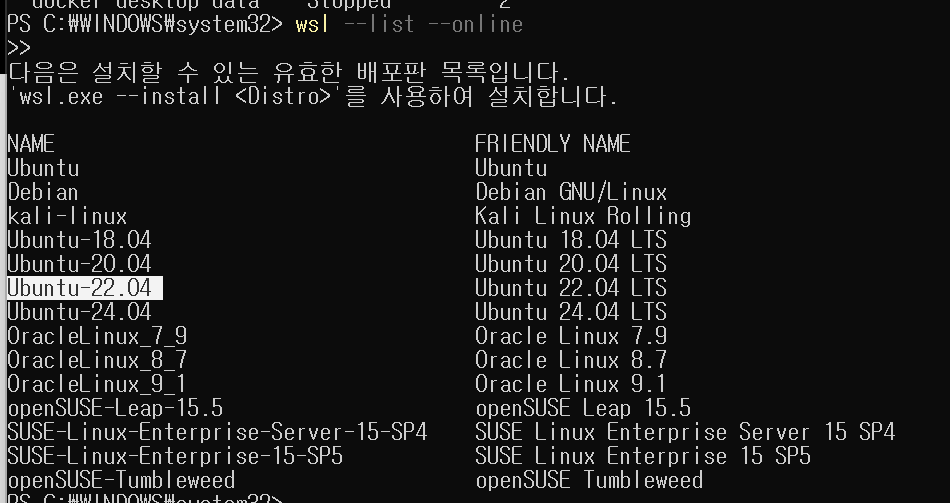 docker desktop data    Stopped         2
PS C:\WINDOWS\system32> wsl --list --online
>>
다음은 설치할 수 있는 유효한 배포판 목록입니다.
'wsl.exe --install <Distro>'를 사용하여 설치합니다.
NAME                                   FRIENDLY NAME
Ubuntu                                 Ubuntu
Debian                                 Debian GNU/Linux
kali-linux                             Kali Linux Rolling
Ubuntu-18.04                           Ubuntu 18.04 LTS
Ubuntu-20.04                           Ubuntu 20.04 LTS
Ubuntu-22.04                           Ubuntu 22.04 LTS
Ubuntu-24.04                           Ubuntu 24.04 LTS
OracleLinux_7_9                        Oracle Linux 7.9
OracleLinux_8_7                        Oracle Linux 8.7
OracleLinux_9_1                        Oracle Linux 9.1
openSUSE-Leap-15.5                     openSUSE Leap 15.5
SUSE-Linux-Enterprise-Server-15-SP4    SUSE Linux Enterprise Server 15 SP4
SUSE-Linux-Enterprise-15-SP5           SUSE Linux Enterprise 15 SP5
openSUSE-Tumbleweed                    openSUSE Tumbleweed
PS C:₩WINDOWS₩system32>